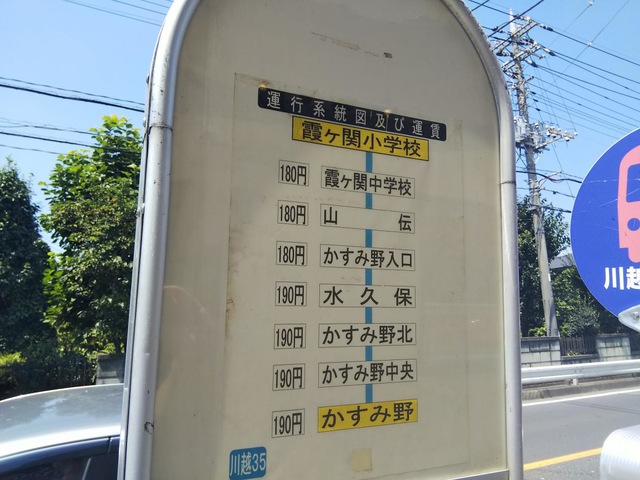 運行系統図及び運賃
霞ヶ関小学校
180円 霞ヶ関中学校
180円 山伝
180円 かすみ野入口
190円 水久保
190円 かすみ野北
190円 かすみ野中央
190円 かすみ野
川越35
川越